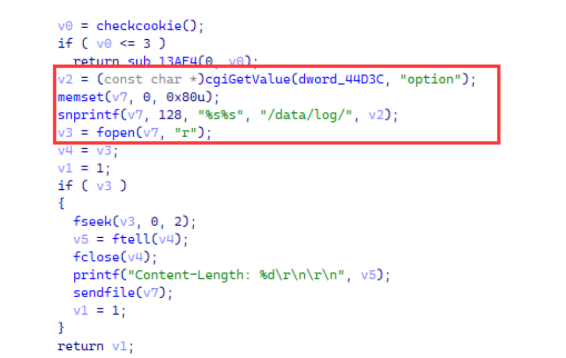 v0 = checkcookie();
if ( v0 <= 3 )
return sub_13AE4(0, v0);
v2 = (const char *)cgiGetValue(dword_44D3C, "option");
memset(v7, 0, 0x80u);
snprintf(v7, 128, "%s%s", "/data/log/", v2);
v3 = fopen(v7, "r");
v4 = v3;
v1 = 1;
if ( v3 )
{
fseek(v3, 0, 2);
v5 = ftell(v4);
fclose(v4);
printf("Content-Length: %d\r\n\r\n", v5);
sendfile(v7);
v1 = 1;
}
return v1;